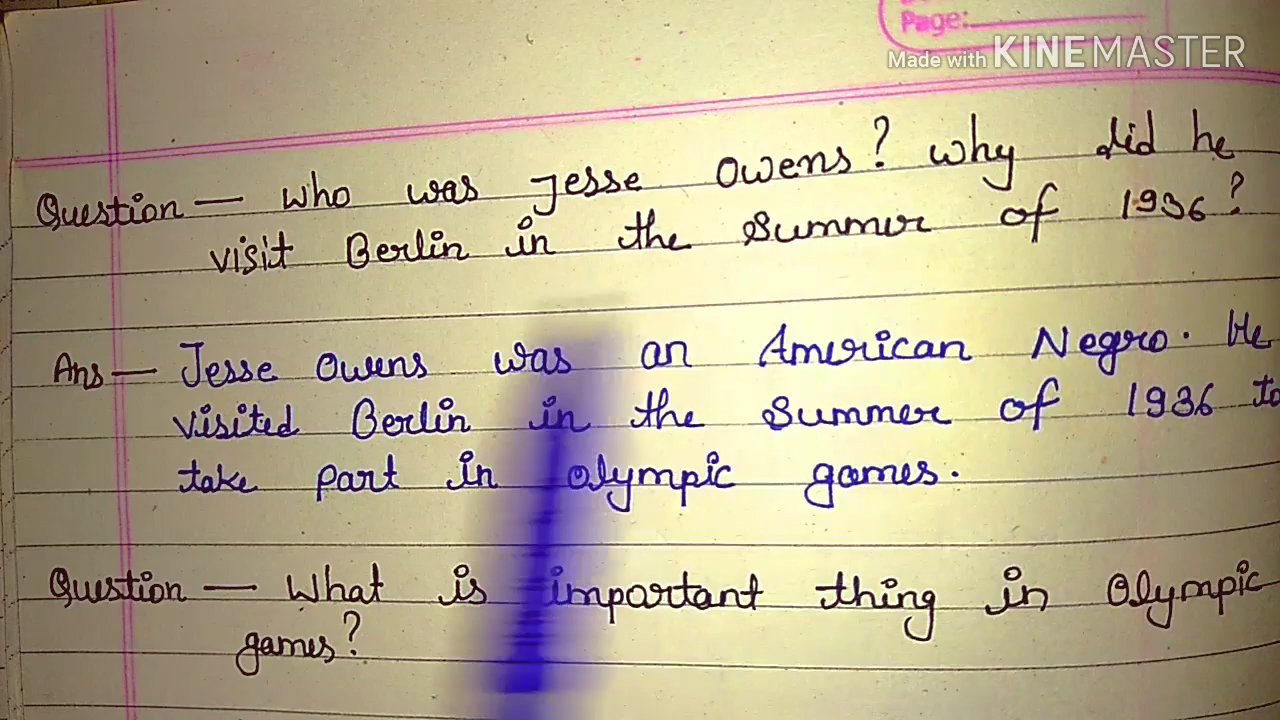 Page:
Made with KINEMASTER
Question — Who was Jesse Owens? Why did he
visit Berlin in the Summer of 1936?
Ans — Jesse Owens was an American Negro. He
visited Berlin in the Summer of 1936 to
take part in Olympic games.
Question — What is important thing in Olympic
games?